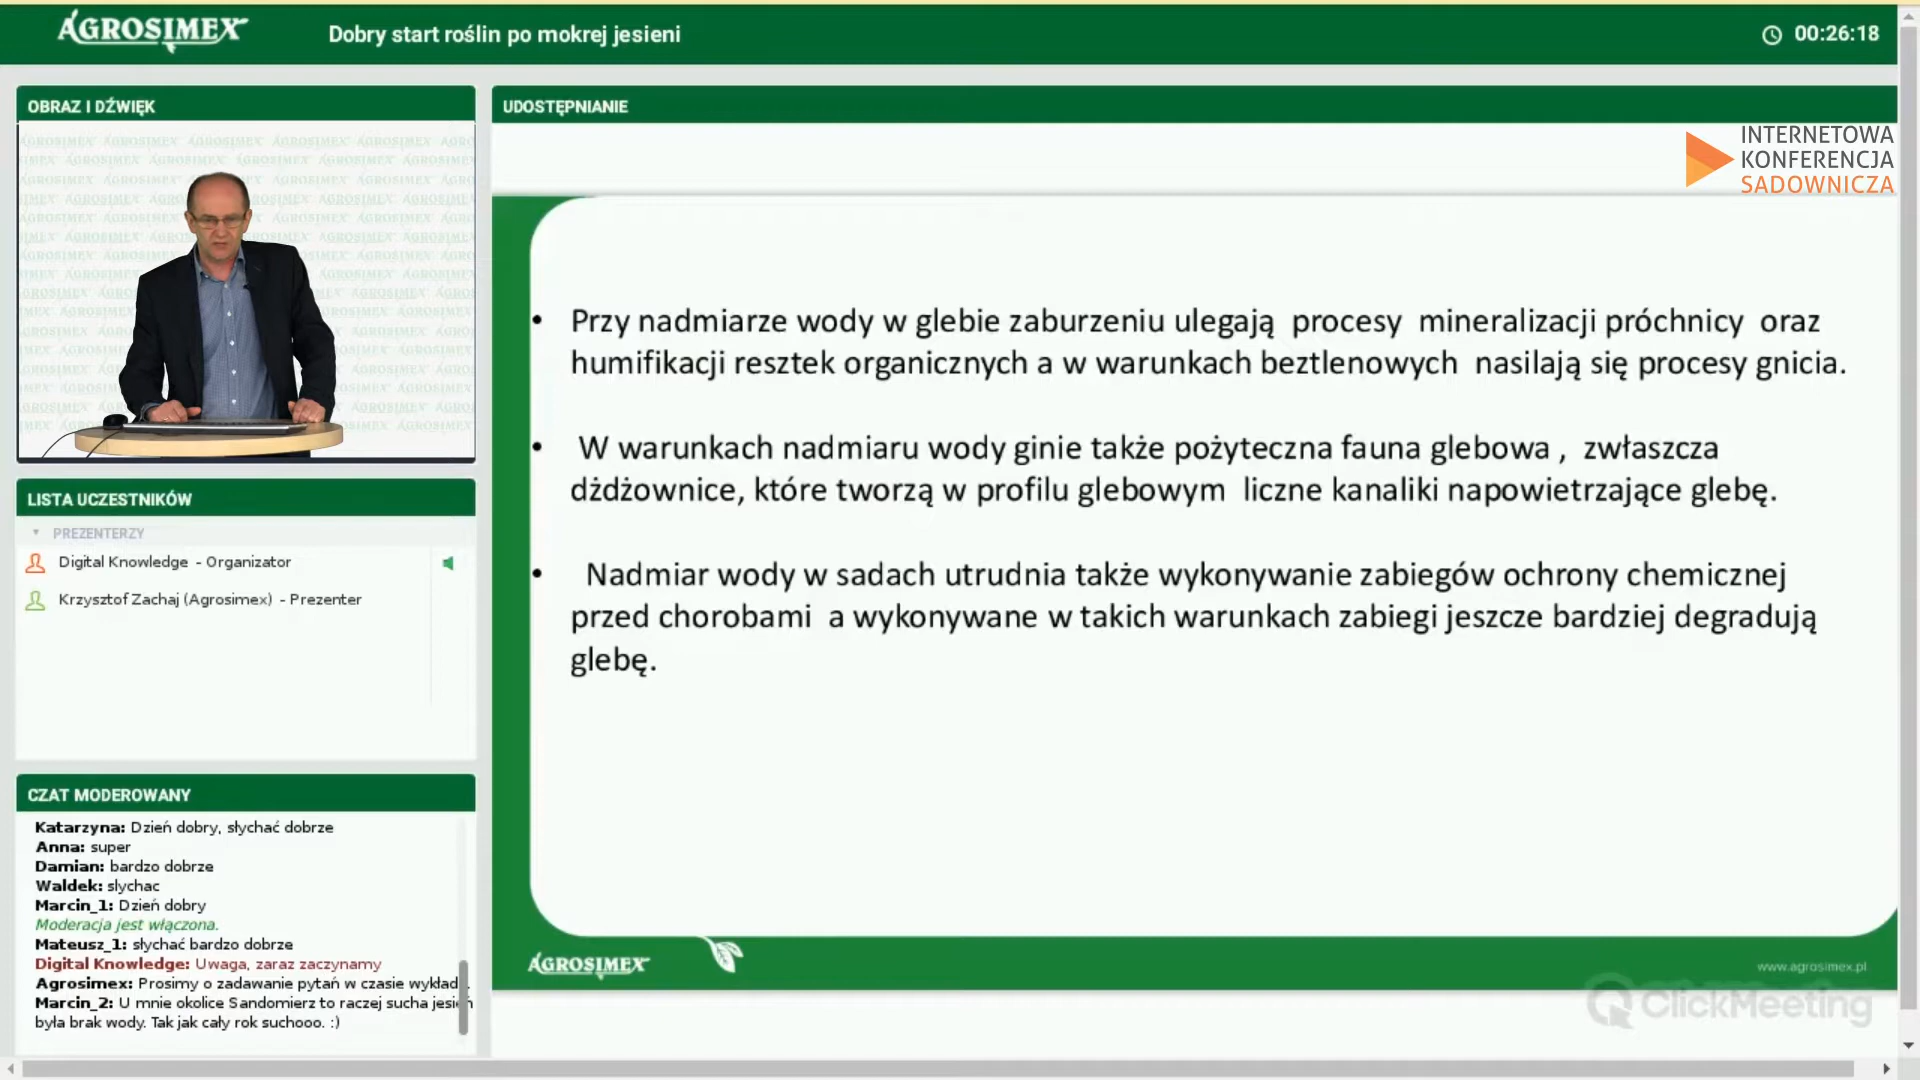 AGROSIMEX
Dobry start roślin po mokrej jesieni
00:26:18
OBRAZ I DŹWIĘK
UDOSTĘPNIANIE
INTERNETOWA
KONFERENCJA
SADOWNICZA
• Przy nadmiarze wody w glebie zaburzeniu ulegają procesy mineralizacji próchnicy oraz
humifikacji resztek organicznych a w warunkach beztlenowych nasilają się procesy gnicia.
• W warunkach nadmiaru wody ginie także pożyteczna fauna glebowa , zwłaszcza
dżdżownice, które tworzą w profilu glebowym liczne kanaliki napowietrzające glebę.
• Nadmiar wody w sadach utrudnia także wykonywanie zabiegów ochrony chemicznej
przed chorobami a wykonywane w takich warunkach zabiegi jeszcze bardziej degradują
glebę.
AGROSIMEX
www.agrosimex.pl
ClickMeeting
LISTA UCZESTNIKÓW
PREZENTERZY
Digital Knowledge - Organizator
Krzysztof Zachaj (Agrosimex) - Prezenter
CZAT MODEROWANY
Katarzyna: Dzień dobry, słychać dobrze
Anna: super
Damian: bardzo dobrze
Waldek: slychac
Marcin_1: Dzień dobry
Moderacja jest włączona.
Mateusz_1: słychać bardzo dobrze
Digital Knowledge: Uwaga, zaraz zaczynamy
Agrosimex: Prosimy o zadawanie pytań w czasie wykład
Marcin_2: U mnie okolice Sandomierz to raczej sucha jesień
była brak wody. Tak jak cały rok suchooo. :)